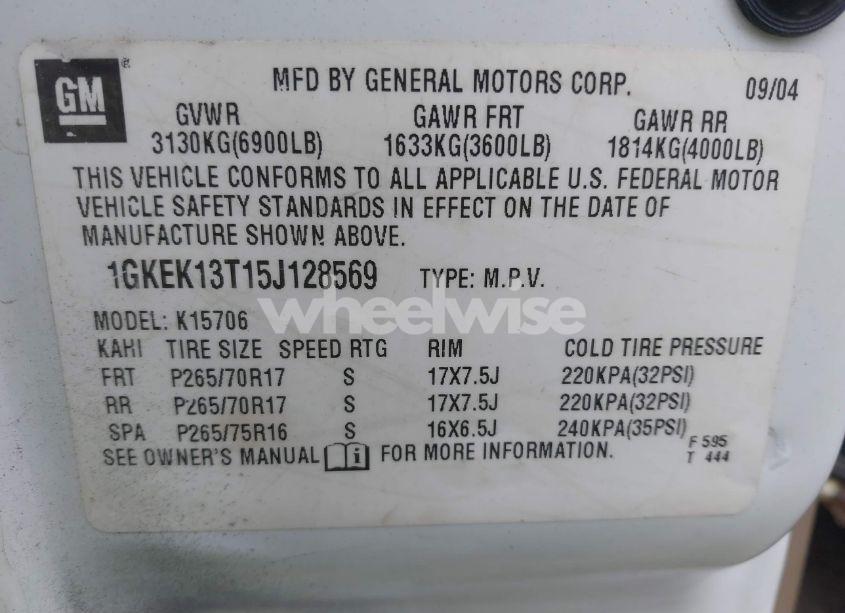 GM
MFD BY GENERAL MOTORS CORP. 09/04
GVWR GAWR FRT GAWR RR
3130KG(6900LB) 1633KG(3600LB) 1814KG(4000LB)
THIS VEHICLE CONFORMS TO ALL APPLICABLE U.S. FEDERAL MOTOR
VEHICLE SAFETY STANDARDS IN EFFECT ON THE DATE OF
MANUFACTURE SHOWN ABOVE.
1GKEK13T15J128569 TYPE: M.P.V.
wheelwise
MODEL: K15706
KAHI TIRE SIZE SPEED RTG RIM COLD TIRE PRESSURE
FRT P265/70R17 S 17X7.5J 220KPA(32PSI)
RR P265/70R17 S 17X7.5J 220KPA(32PSI)
SPA P265/75R16 S 16X6.5J 240KPA(35PSI) F 595
SEE OWNER'S MANUAL FOR MORE INFORMATION. T 444